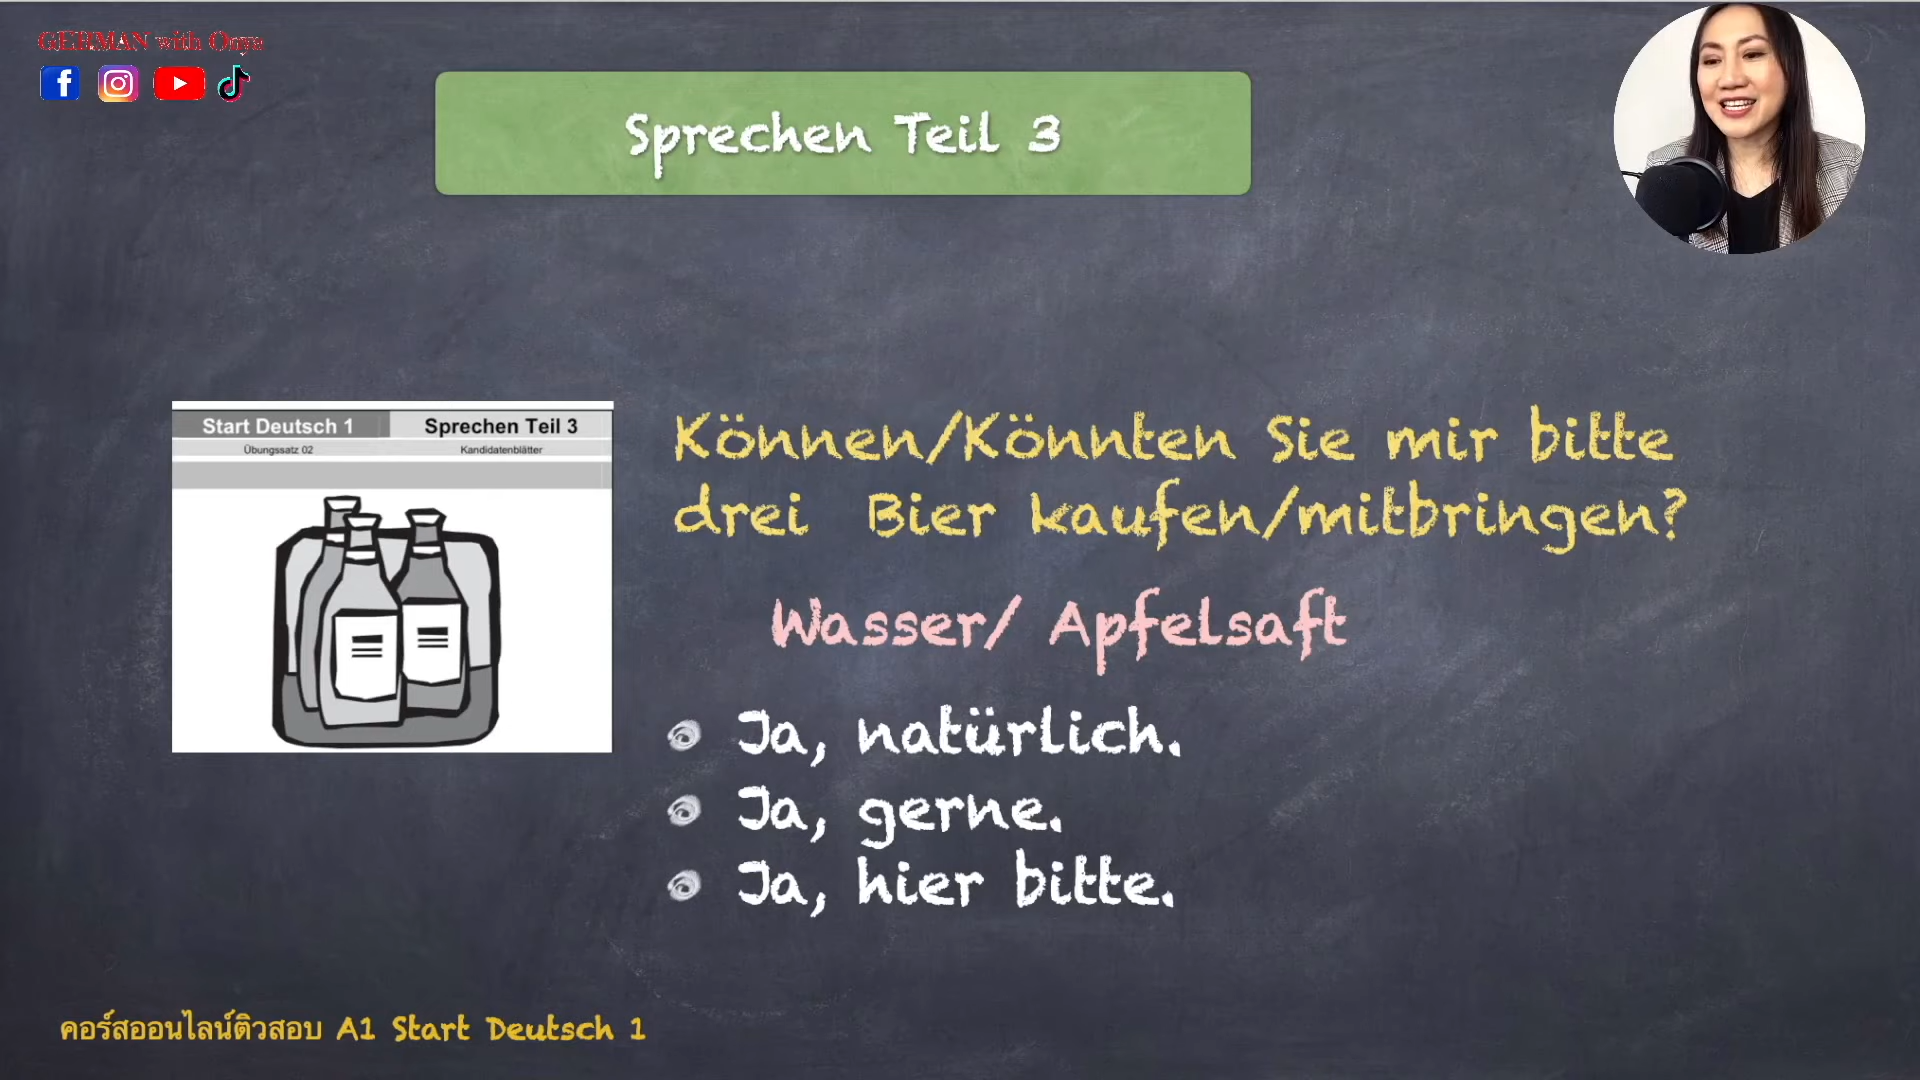 GERMAN with Onya
Sprechen Teil 3
Start Deutsch 1
Sprechen Teil 3
Übungssatz 02
Kandidatenblätter
Können/Könnten Sie mir bitte
drei Bier kaufen/mitbringen?
Wasser/ Apfelsaft
Ja, natürlich.
Ja, gerne.
Ja, hier bitte.
คอร์สออนไลน์ติวสอบ A1 Start Deutsch 1